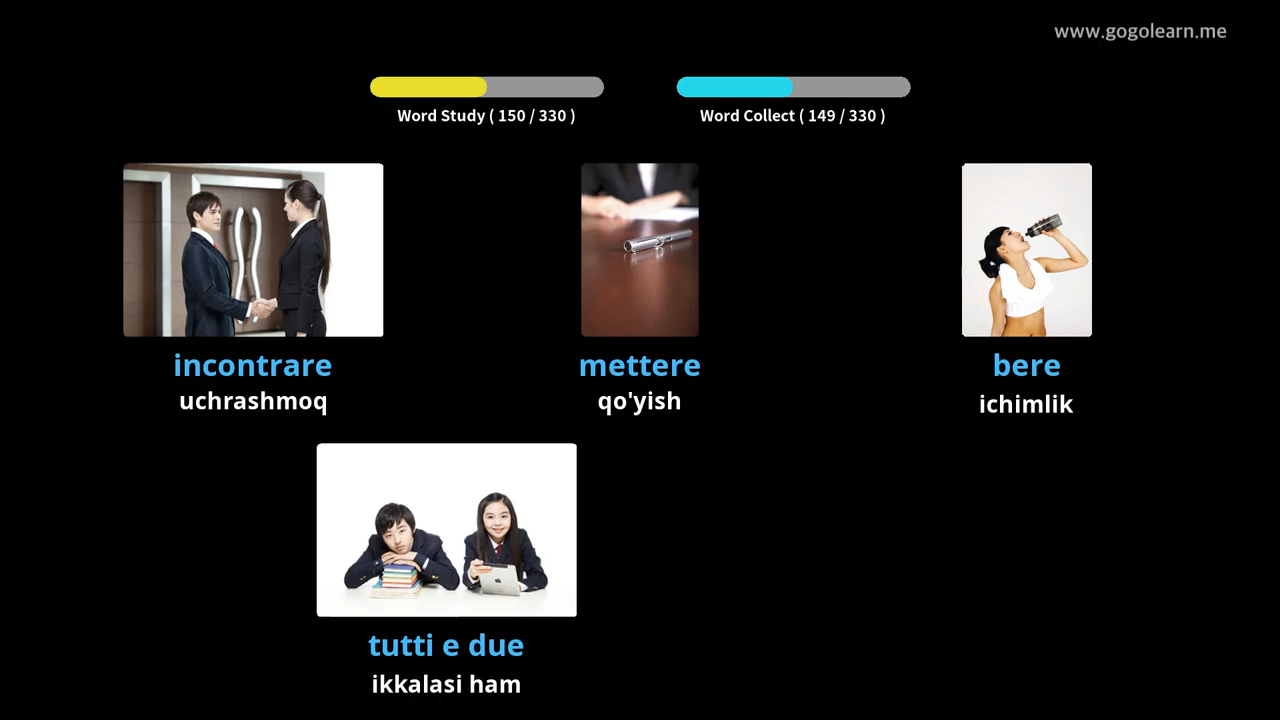 www.gogolearn.me
Word Study ( 150 / 330 )
Word Collect ( 149 / 330 )
incontrare
uchrashmoq
mettere
qo'yish
bere
ichimlik
tutti e due
ikkalasi ham